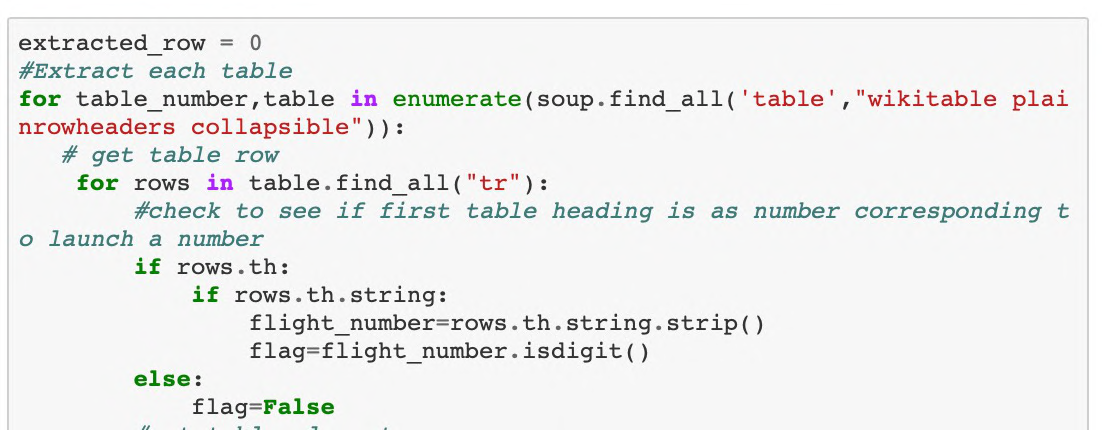 extracted_row = 0
#Extract each table
for table_number,table in enumerate(soup.find_all('table',"wikitable plai
nrowheaders collapsible")):
   # get table row
    for rows in table.find_all("tr"):
        #check to see if first table heading is as number corresponding t
o launch a number
        if rows.th:
            if rows.th.string:
                flight_number=rows.th.string.strip()
                flag=flight_number.isdigit()
        else:
            flag=False